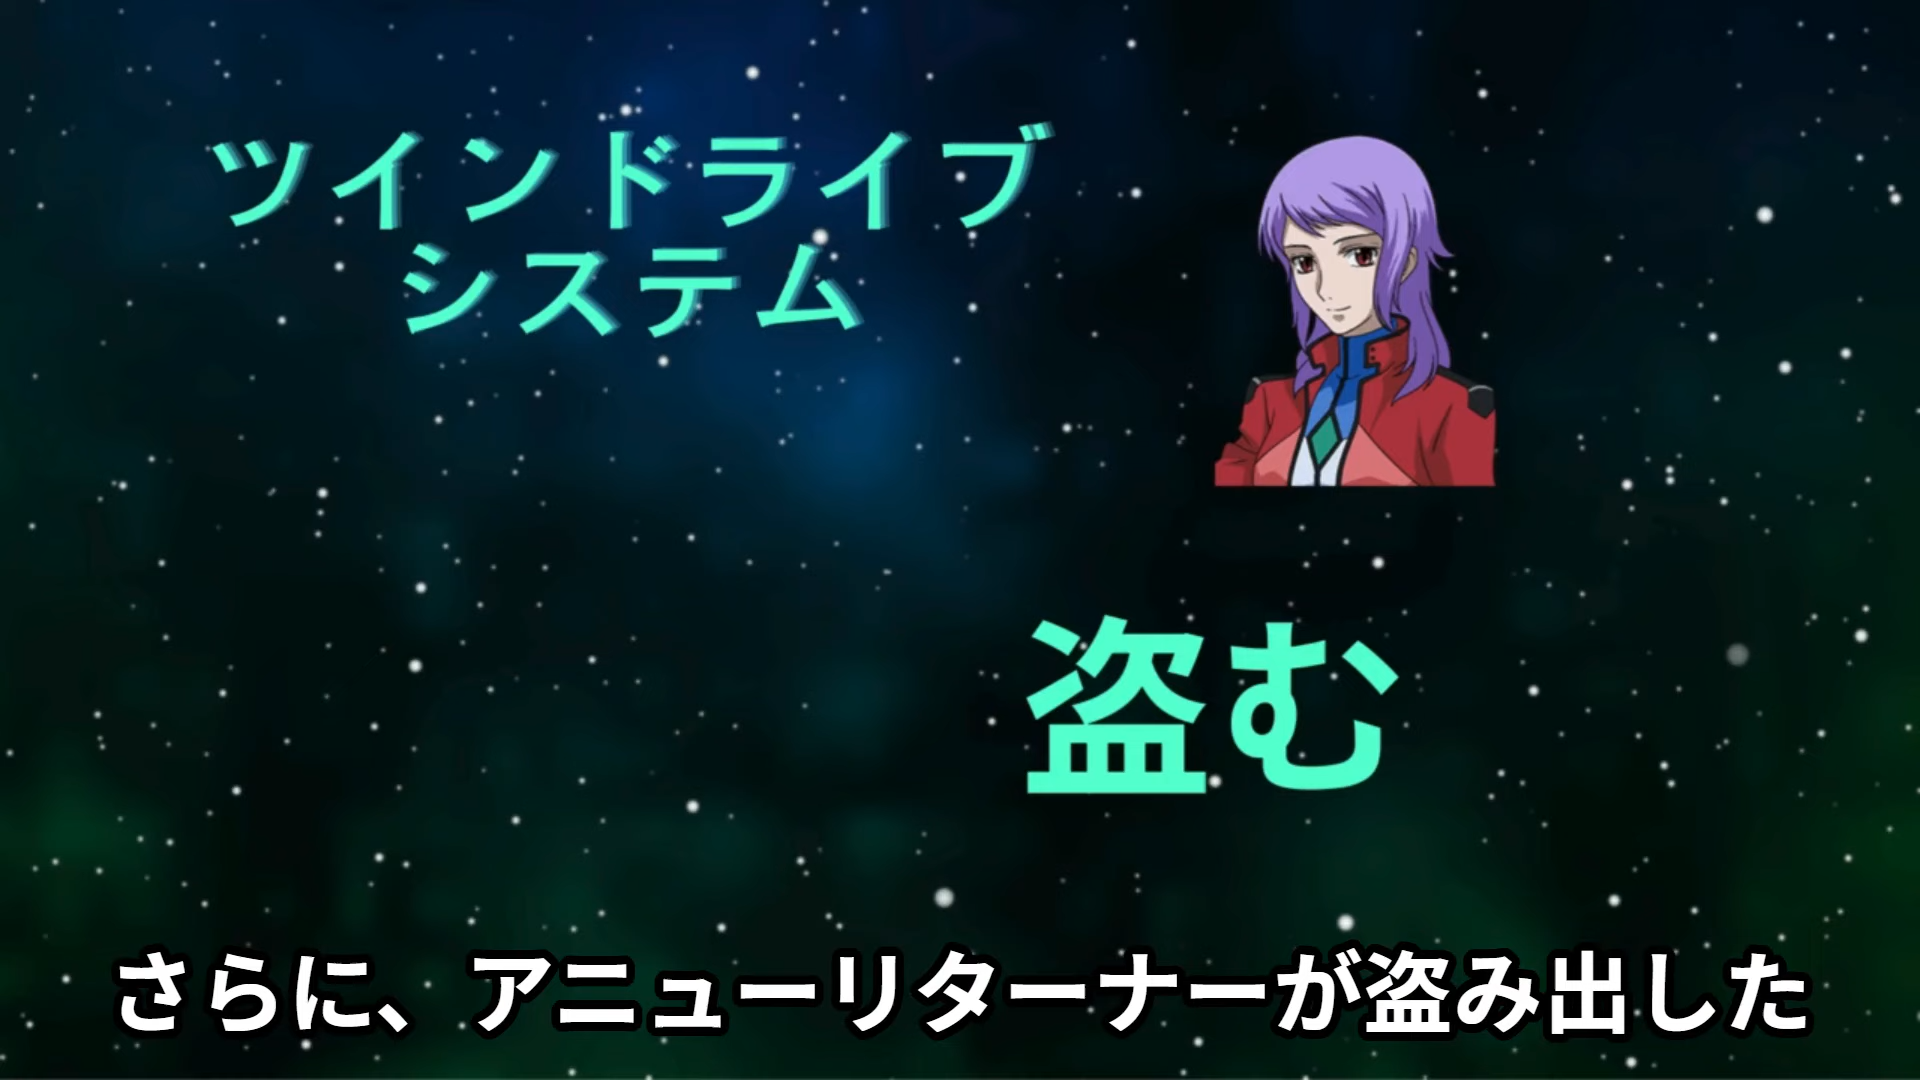 ツインドライブ
システム
盗む
さらに、アニューリターナーが盗み出した